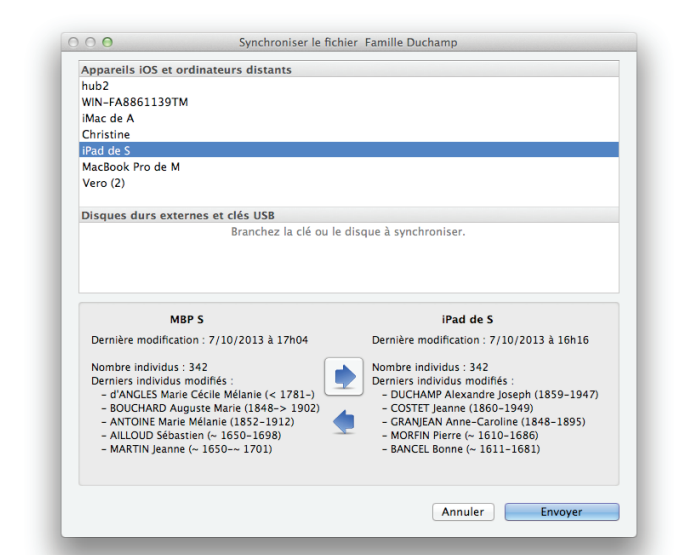 Synchroniser le fichier Famille Duchamp
Appareils iOS et ordinateurs distants
hub2
WIN-FA8861139TM
iMac de A
Christine
iPad de S
MacBook Pro de M
Vero (2)
Disques durs externes et clés USB
Branchez la clé ou le disque à synchroniser.
MBP S
Dernière modification : 7/10/2013 à 17h04
Nombre individus : 342
Derniers individus modifiés :
- d'ANGLES Marie Cécile Mélanie (< 1781-)
- BOUCHARD Auguste Marie (1848-> 1902)
- ANTOINE Marie Mélanie (1852-1912)
- AILLOUD Sébastien (~ 1650-1698)
- MARTIN Jeanne (~ 1650-~ 1701)
iPad de S
Dernière modification : 7/10/2013 à 16h16
Nombre individus : 342
Derniers individus modifiés :
- DUCHAMP Alexandre Joseph (1859-1947)
- COSTET Jeanne (1860-1949)
- GRANJEAN Anne-Caroline (1848-1895)
- MORFIN Pierre (~ 1610-1686)
- BANCEL Bonne (~ 1611-1681)
Annuler
Envoyer